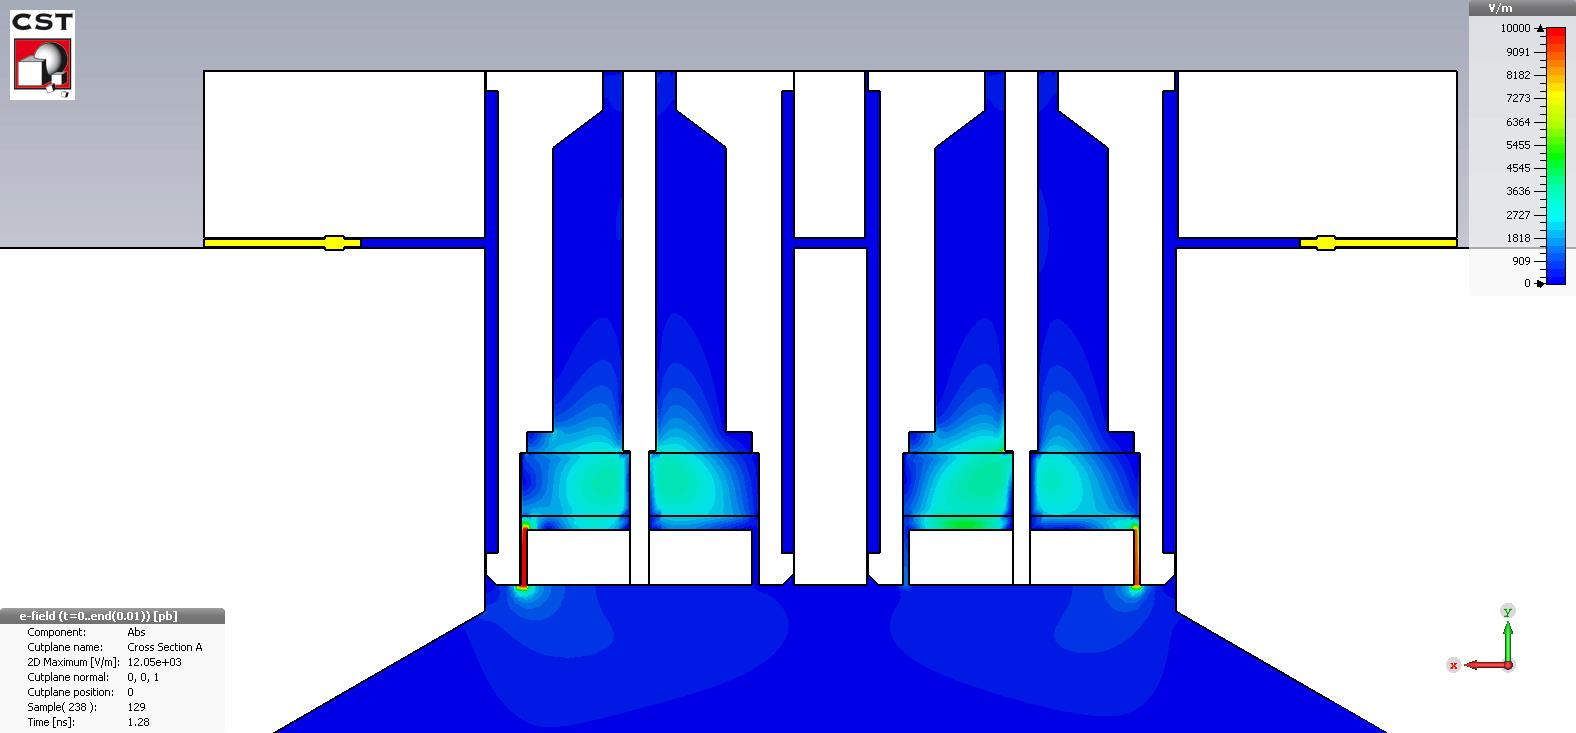 CST
V/m
10000
9091
8182
7273
6364
5455
4545
3636
2727
1818
909
0
e-field (t=0..end(0.01)) [pb]
Component: Abs
Cutplane name: Cross Section A
2D Maximum [V/m]: 12.05e+03
Cutplane normal: 0, 0, 1
Cutplane position: 0
Sample( 238 ): 129
Time [ns]: 1.28
y
x